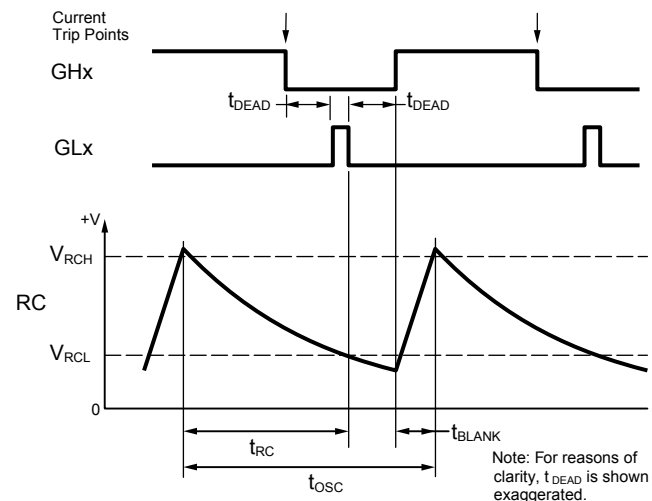 Current
Trip Points
GHx
tDEAD
tDEAD
GLx
+V
VRCH
RC
VRCL
0
tRC
tBLANK
tOSC
Note: For reasons of
clarity, tDEAD is shown
exaggerated.